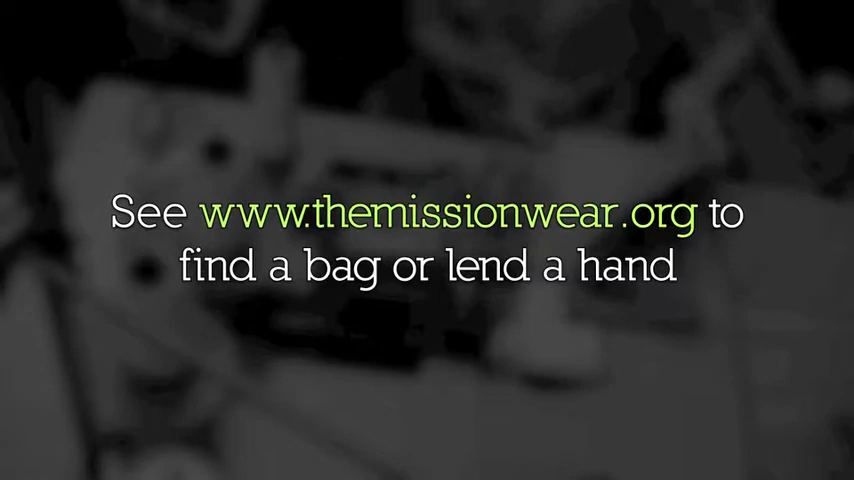 See www.themissionwear.org to
find a bag or lend a hand